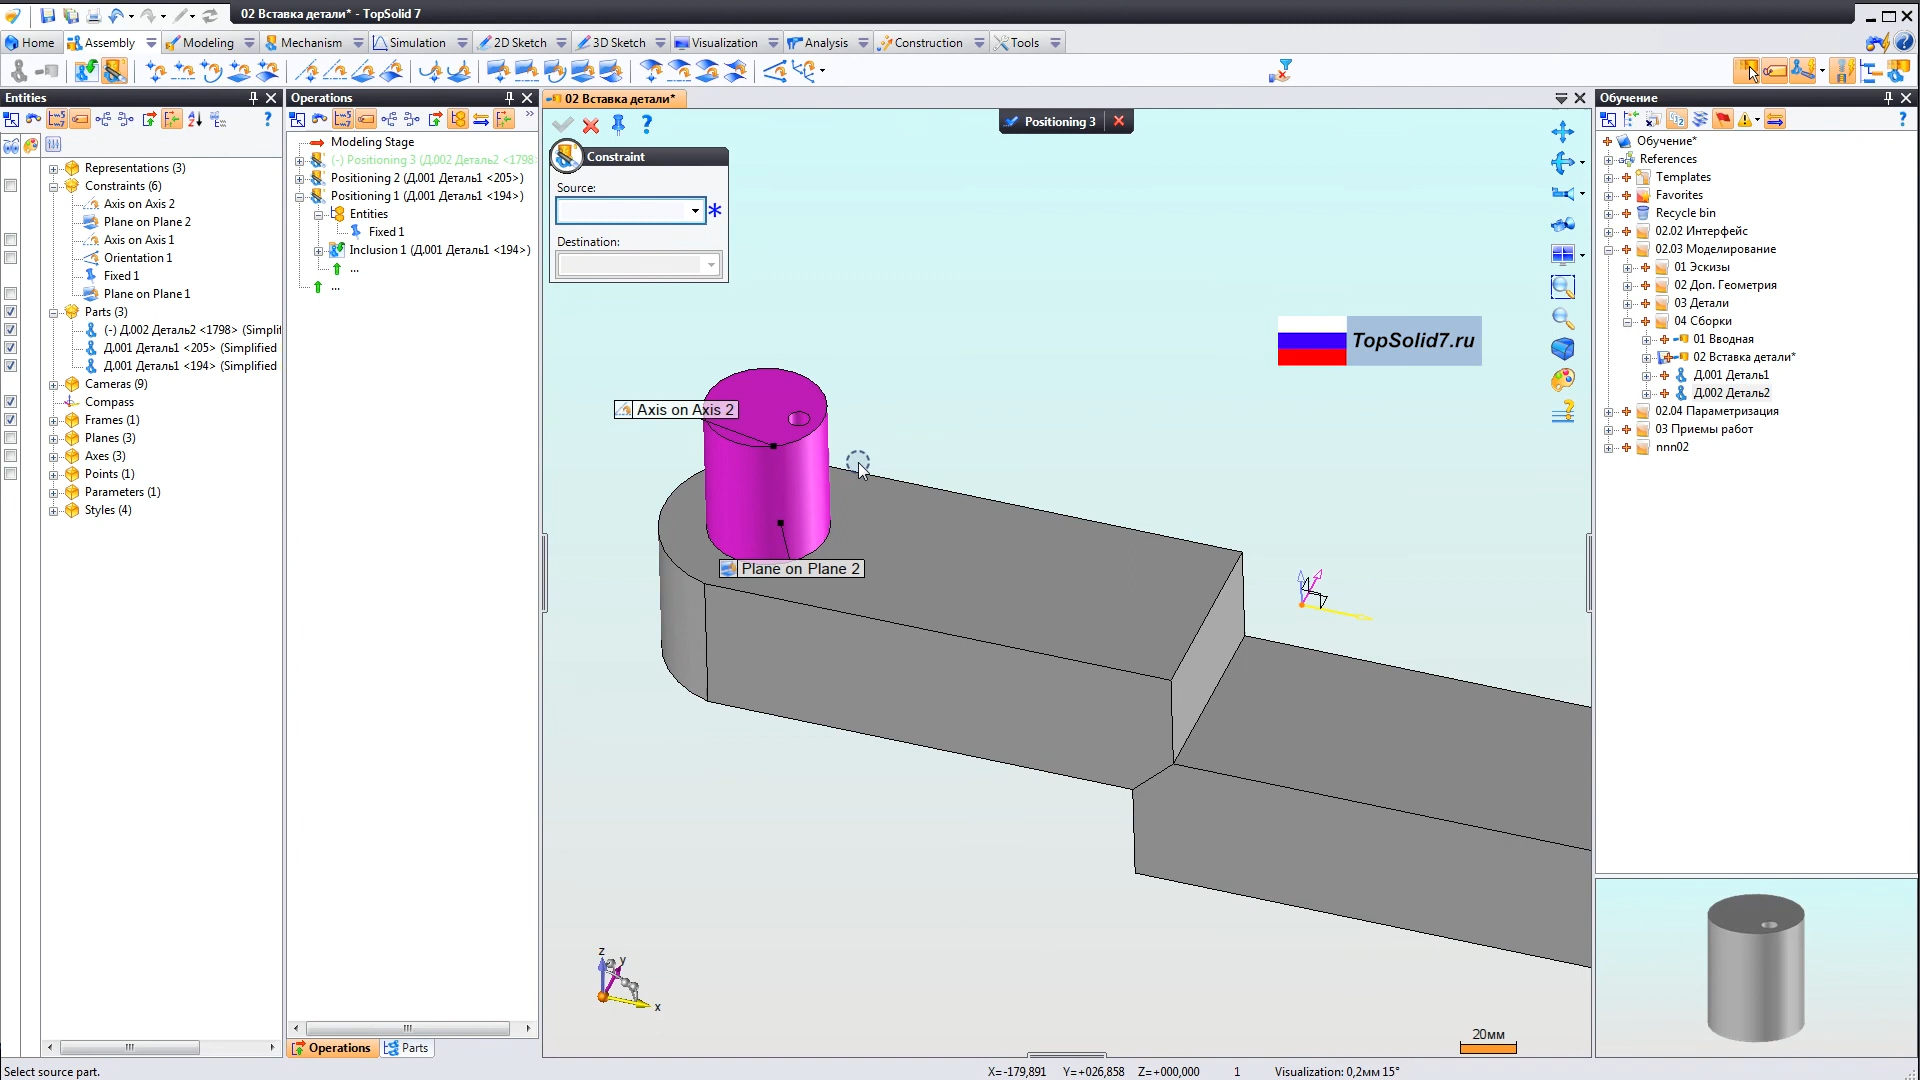 02 Вставка детали* - TopSolid 7
Home
Assembly
Modeling
Mechanism
Simulation
2D Sketch
3D Sketch
Visualization
Analysis
Construction
Tools
Entities
Representations (3)
Constraints (6)
Axis on Axis 2
Plane on Plane 2
Axis on Axis 1
Orientation 1
Fixed 1
Plane on Plane 1
Parts (3)
(-) Д.002 Деталь2 <1798> (Simplif
Д.001 Деталь1 <205> (Simplified
Д.001 Деталь1 <194> (Simplified
Cameras (9)
Compass
Frames (1)
Planes (3)
Axes (3)
Points (1)
Parameters (1)
Styles (4)
Operations
Modeling Stage
(-) Positioning 3 (Д.002 Деталь2 <1798>
Positioning 2 (Д.001 Деталь1 <205>)
Positioning 1 (Д.001 Деталь1 <194>)
Entities
Fixed 1
Inclusion 1 (Д.001 Деталь1 <194>)
...
...
Operations
Parts
02 Вставка детали*
Positioning 3
Constraint
Source:
Destination:
TopSolid7.ru
Axis on Axis 2
Plane on Plane 2
z
y
x
20мм
Обучение
Обучение*
References
Templates
Favorites
Recycle bin
02.02 Интерфейс
02.03 Моделирование
01 Эскизы
02 Доп. Геометрия
03 Детали
04 Сборки
01 Вводная
02 Вставка детали*
Д.001 Деталь1
Д.002 Деталь2
02.04 Параметризация
03 Приемы работ
nnn02
Select source part.
X=-179,891 Y=+026,858 Z=+000,000 1 Visualization: 0,2мм 15°